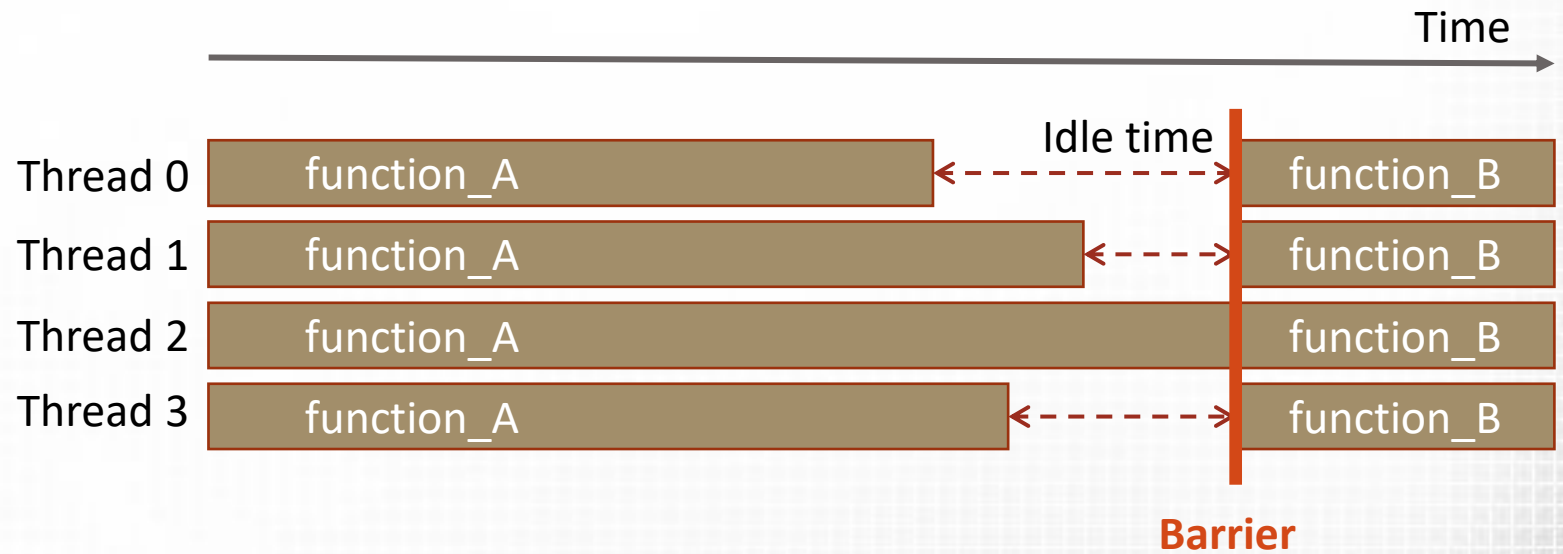 Time
Idle time
Thread 0 function_A function_B
Thread 1 function_A function_B
Thread 2 function_A function_B
Thread 3 function_A function_B
Barrier